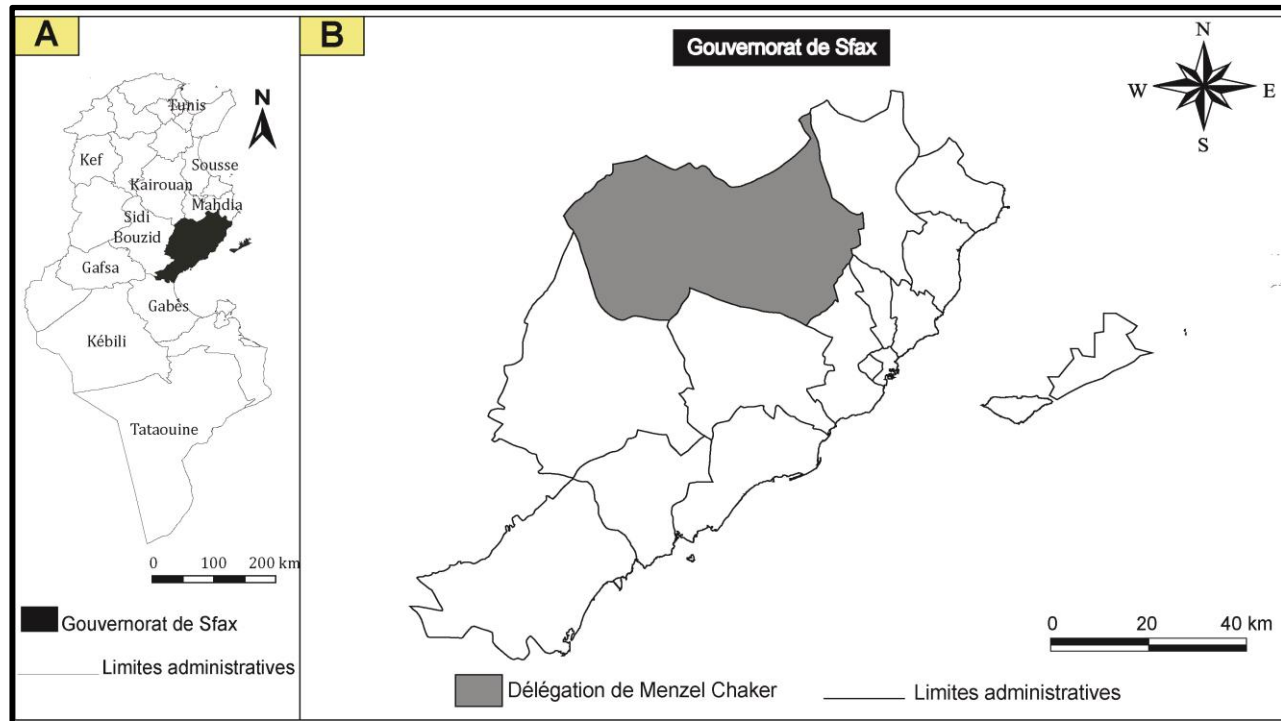 A
N
Tunis
Kef
Sousse
Kairouan
Mahdia
Sidi
Bouzid
Gafsa
Gabès
Kébili
Tataouine
0 100 200 km
Gouvernorat de Sfax
Limites administratives
B
Gouvernorat de Sfax
N
W E
S
0 20 40 km
Délégation de Menzel Chaker
Limites administratives